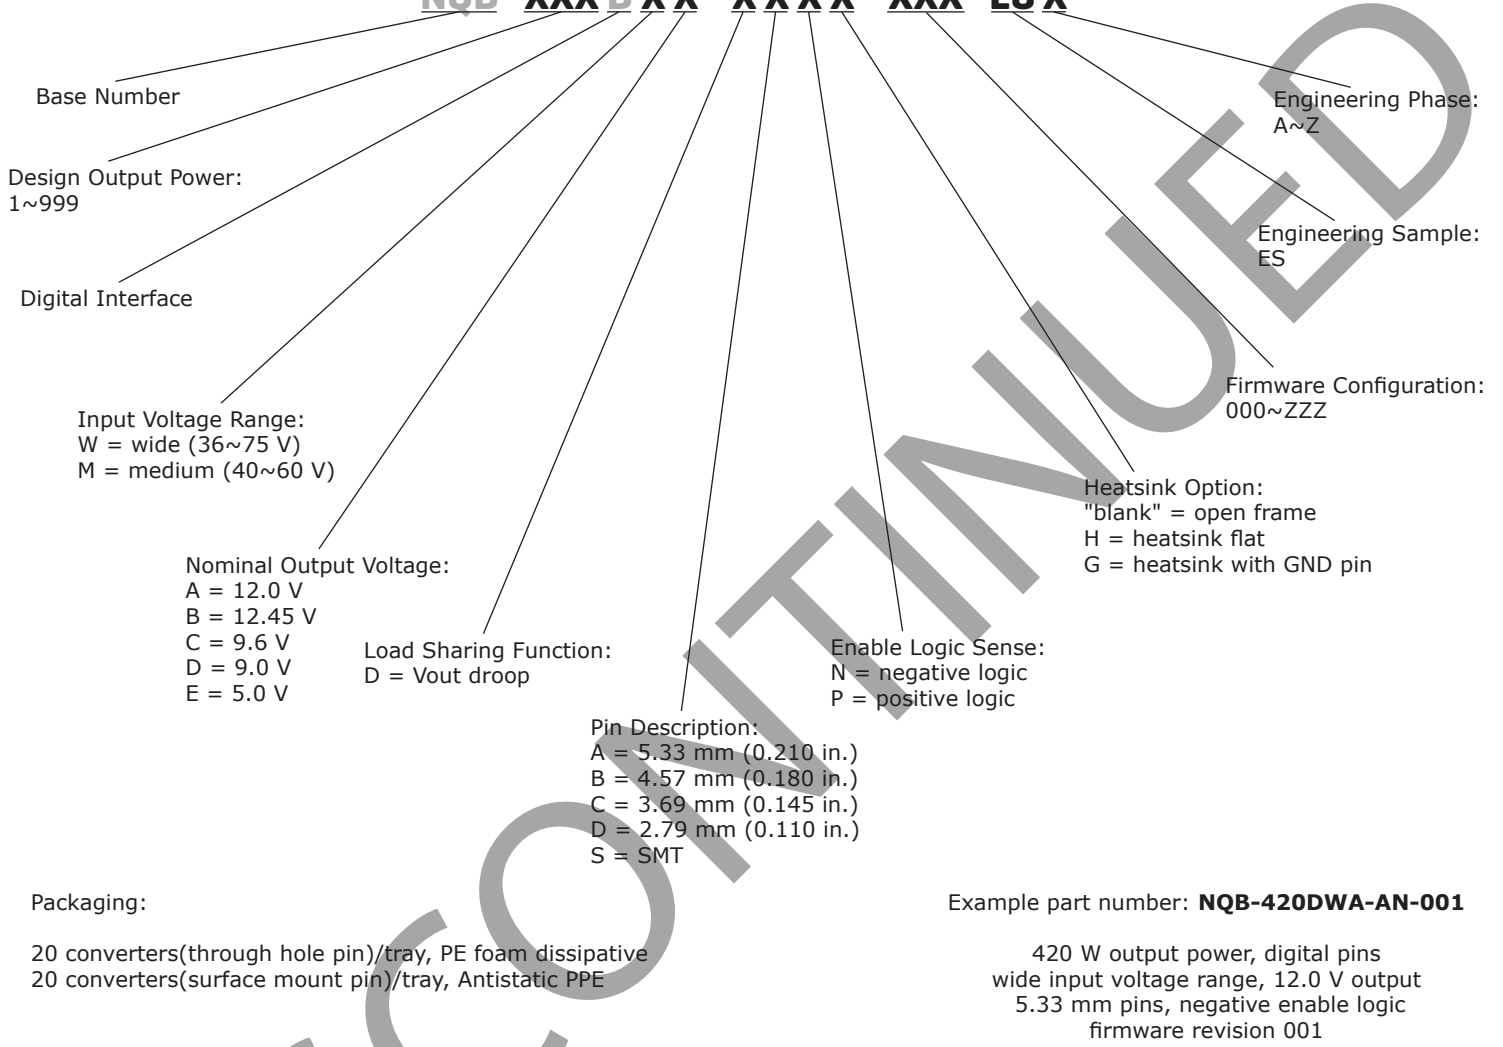 NQB - XXX D X X - X X X X - XXX - ES X
Base Number
Engineering Phase:
A~Z
Design Output Power:
1~999
Engineering Sample:
ES
Digital Interface
Firmware Configuration:
000~ZZZ
Input Voltage Range:
W = wide (36~75 V)
M = medium (40~60 V)
Heatsink Option:
"blank" = open frame
H = heatsink flat
G = heatsink with GND pin
Nominal Output Voltage:
A = 12.0 V
B = 12.45 V
C = 9.6 V
D = 9.0 V
E = 5.0 V
Load Sharing Function:
D = Vout droop
Enable Logic Sense:
N = negative logic
P = positive logic
Pin Description:
A = 5.33 mm (0.210 in.)
B = 4.57 mm (0.180 in.)
C = 3.69 mm (0.145 in.)
D = 2.79 mm (0.110 in.)
S = SMT
Packaging:
20 converters(through hole pin)/tray, PE foam dissipative
20 converters(surface mount pin)/tray, Antistatic PPE
Example part number: NQB-420DWA-AN-001
420 W output power, digital pins
wide input voltage range, 12.0 V output
5.33 mm pins, negative enable logic
firmware revision 001
CONTINUED